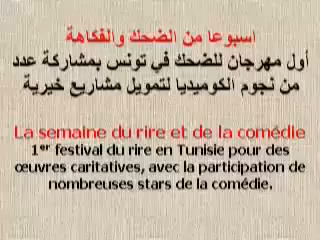 اسبوعا من الضحك والفكاهة
أول مهرجان للضحك في تونس بمشاركة عدد
من نجوم الكوميديا لتمويل مشاريع خيرية
La semaine du rire et de la comédie
1er festival du rire en Tunisie pour des
œuvres caritatives, avec la participation de
nombreuses stars de la comédie.